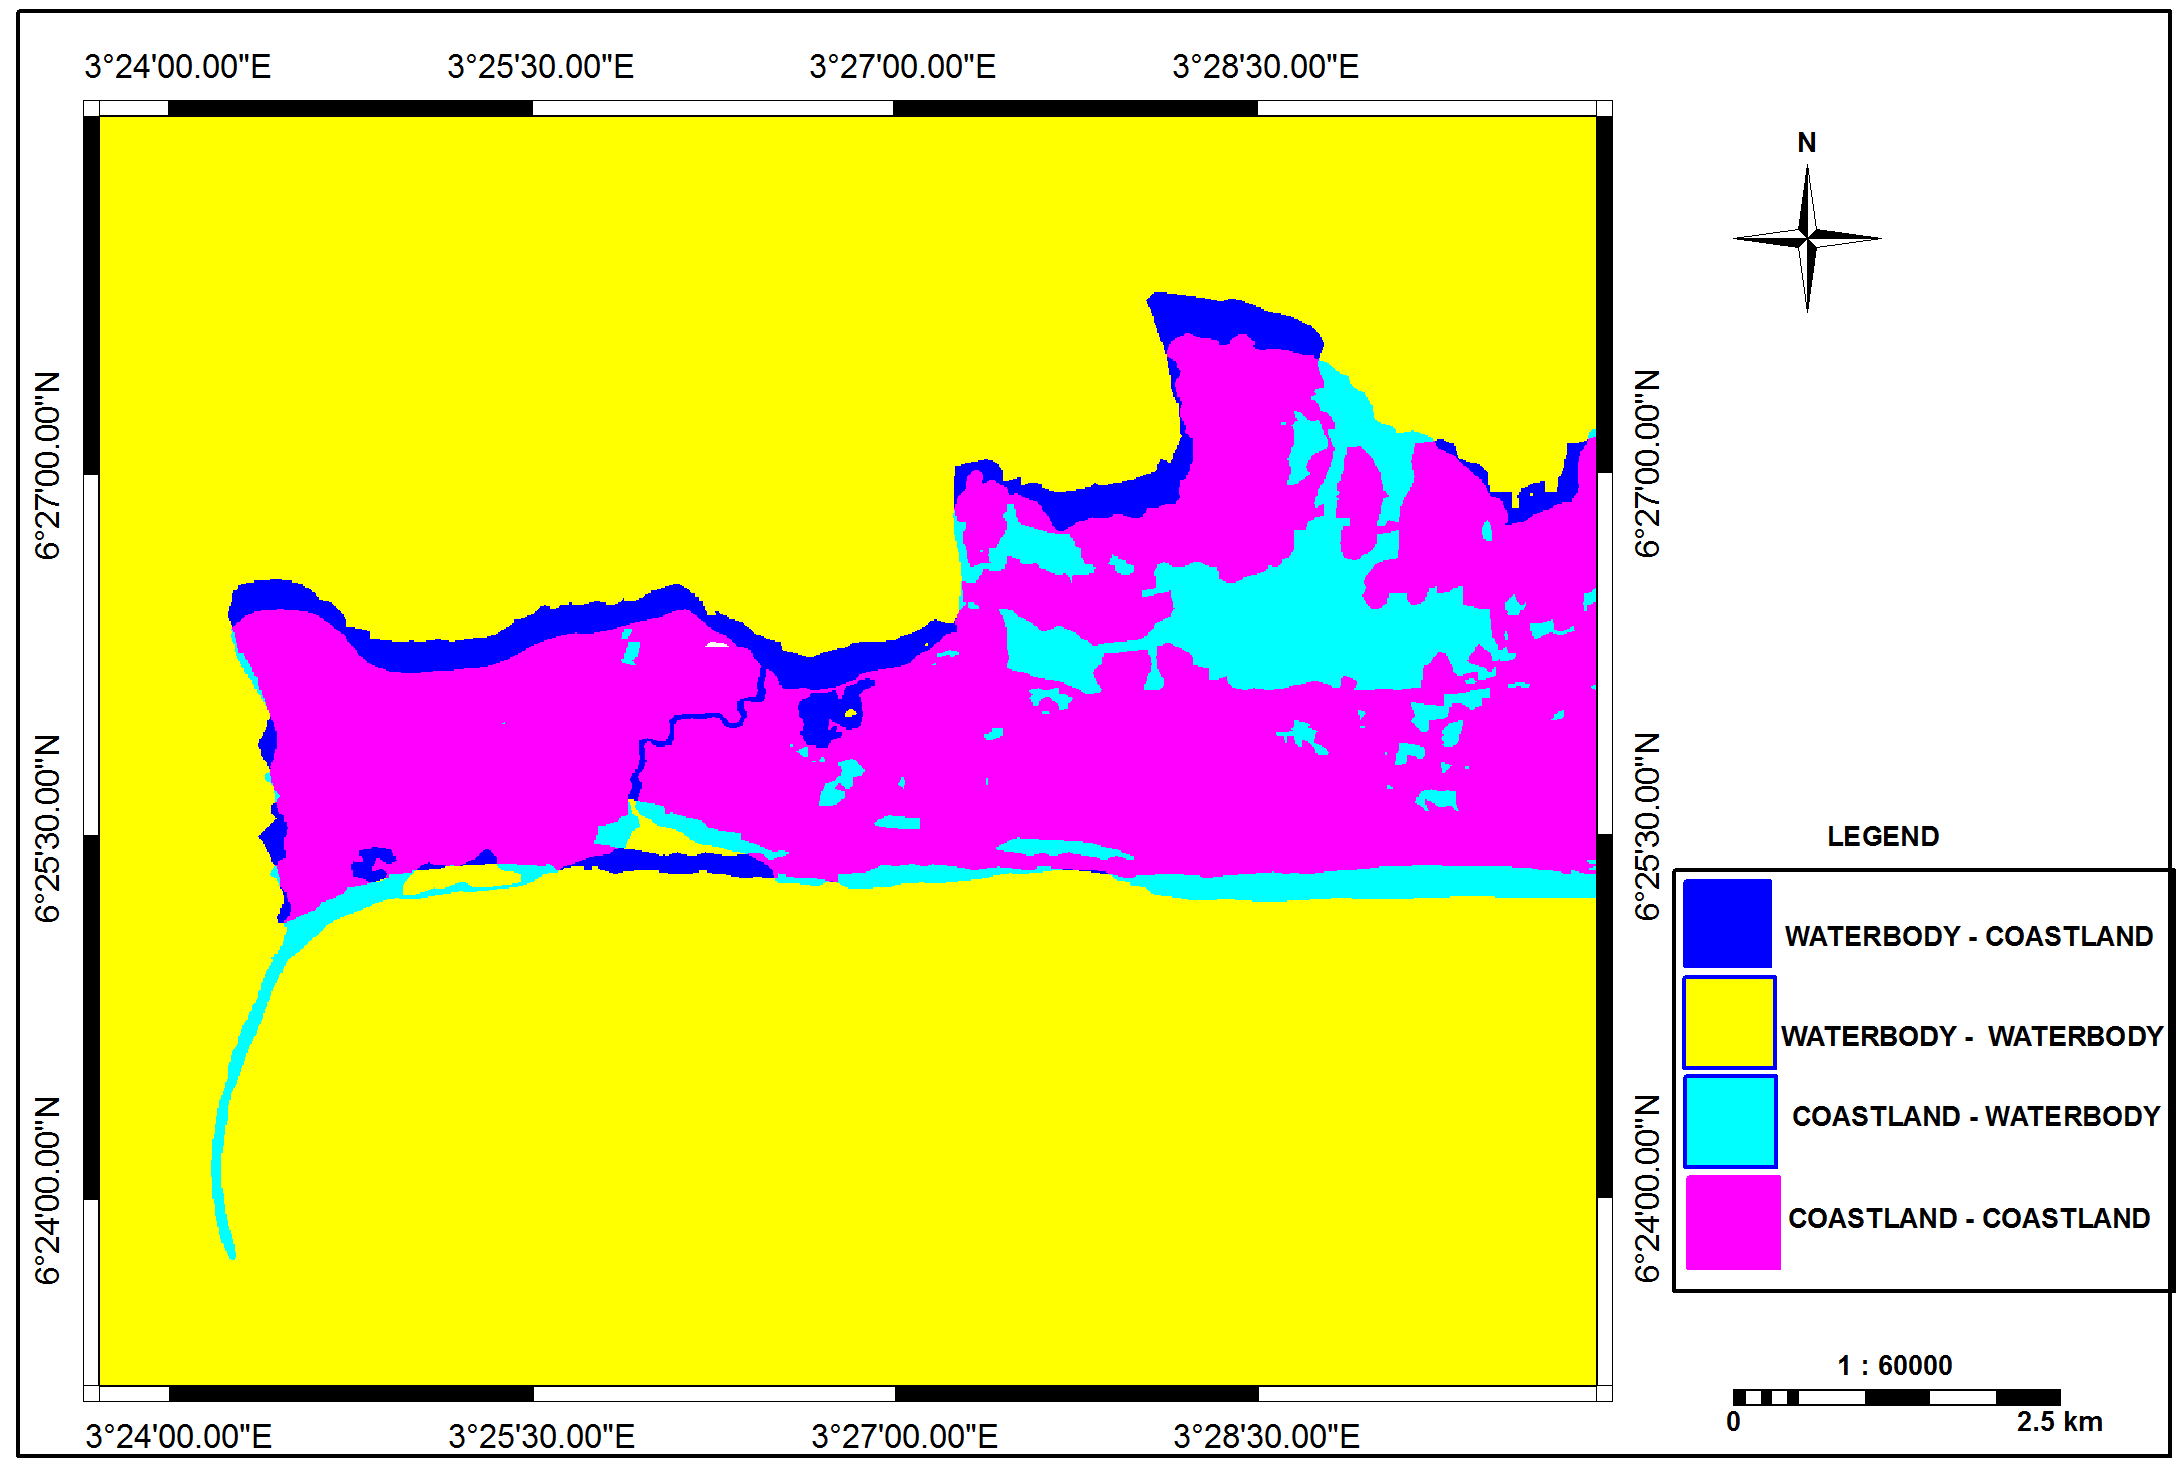 3°24'00.00"E 3°25'30.00"E 3°27'00.00"E 3°28'30.00"E
N
6°27'00.00"N
6°25'30.00"N
6°24'00.00"N
6°27'00.00"N
6°25'30.00"N
6°24'00.00"N
LEGEND
WATERBODY - COASTLAND
WATERBODY - WATERBODY
COASTLAND - WATERBODY
COASTLAND - COASTLAND
1 : 60000
0 2.5 km
3°24'00.00"E 3°25'30.00"E 3°27'00.00"E 3°28'30.00"E